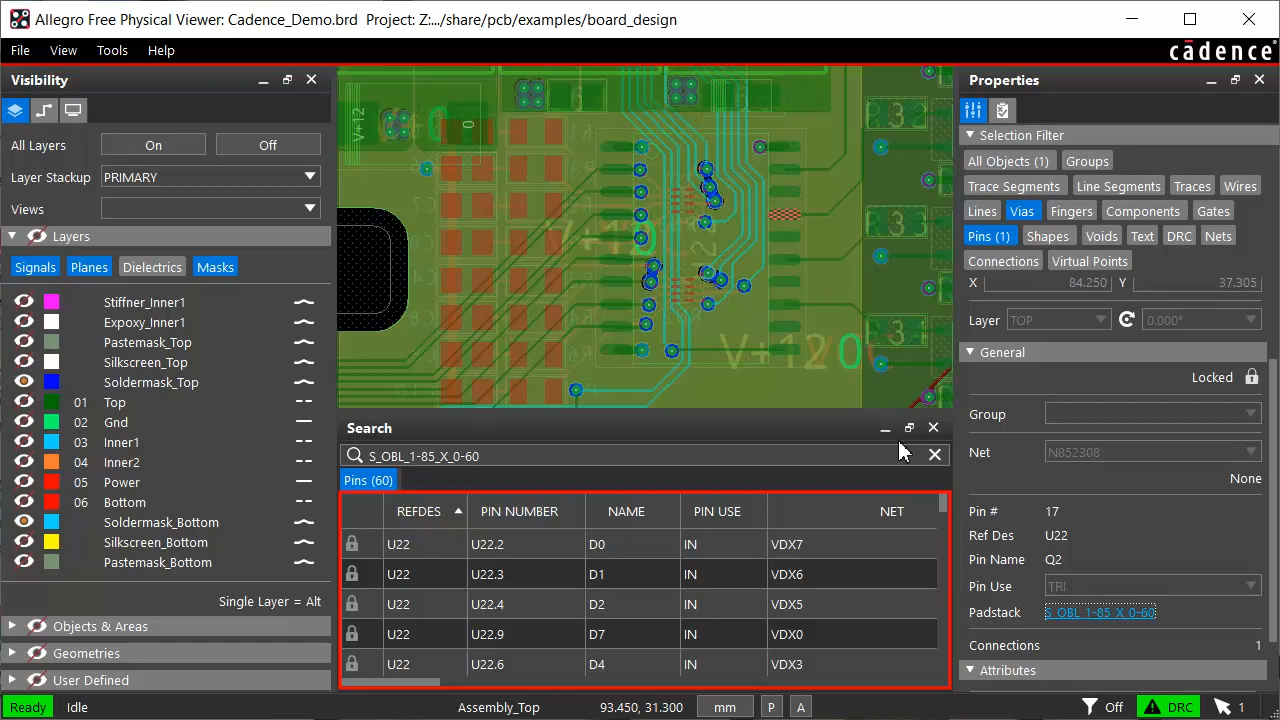 Allegro Free Physical Viewer: Cadence_Demo.brd Project: Z:.../share/pcb/examples/board_design
File View Tools Help
cādence®
Visibility
All Layers On Off
Layer Stackup PRIMARY
Views
Layers
Signals Planes Dielectrics Masks
Stiffner_Inner1
Expoxy_Inner1
Pastemask_Top
Silkscreen_Top
Soldermask_Top
01 Top
02 Gnd
03 Inner1
04 Inner2
05 Power
06 Bottom
Soldermask_Bottom
Silkscreen_Bottom
Pastemask_Bottom
Single Layer = Alt
Objects & Areas
Geometries
User Defined
V+12
0
R32
R33
R31
V+12
Search
S_OBL_1-85_X_0-60
Pins (60)
REFDES PIN NUMBER NAME PIN USE NET
U22 U22.2 D0 IN VDX7
U22 U22.3 D1 IN VDX6
U22 U22.4 D2 IN VDX5
U22 U22.9 D7 IN VDX0
U22 U22.6 D4 IN VDX3
Properties
Selection Filter
All Objects (1) Groups
Trace Segments Line Segments Traces Wires
Lines Vias Fingers Components Gates
Pins (1) Shapes Voids Text DRC Nets
Connections Virtual Points
X 84.250 Y 37.305
Layer TOP 0.000°
General
Locked
Group
Net N852308
None
Pin # 17
Ref Des U22
Pin Name Q2
Pin Use TRI
Padstack S_OBL_1-85_X_0-60
Connections 1
Attributes
Ready Idle Assembly_Top 93.450, 31.300 mm P A Off DRC 1